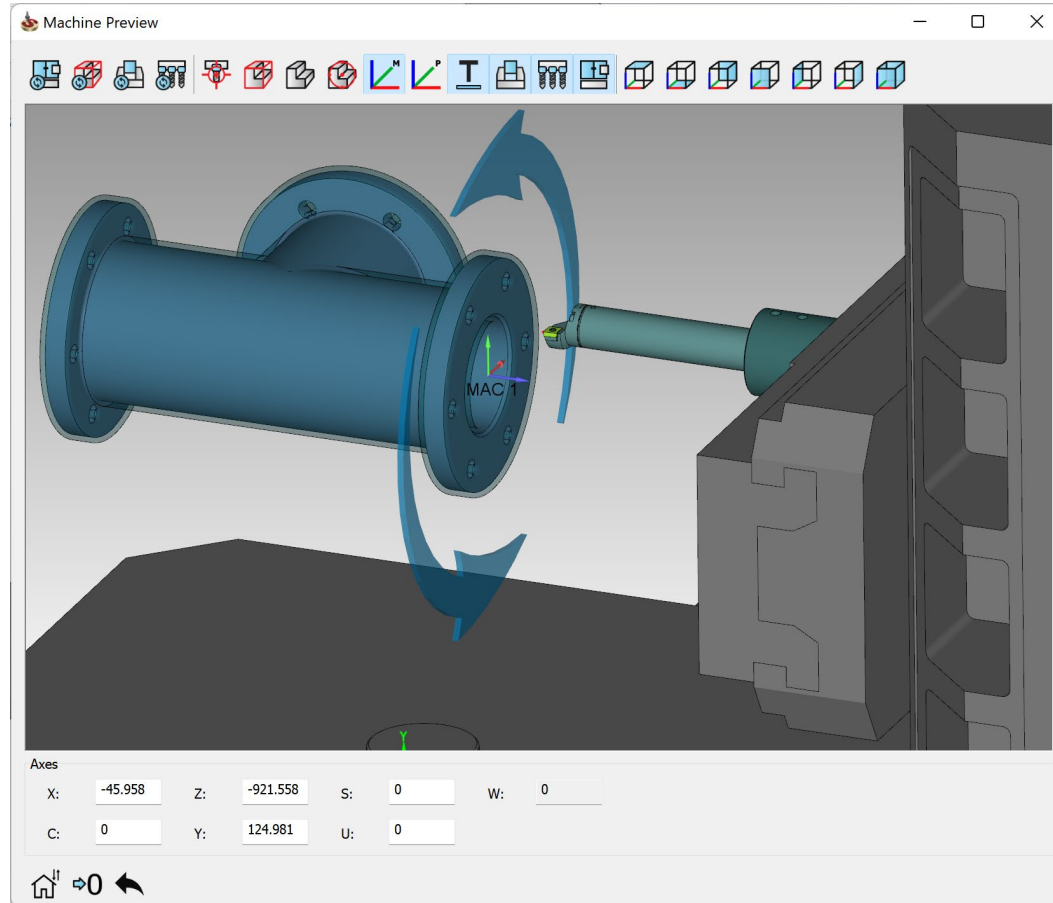 Machine Preview
M P T
MAC 1
Y
Axes
X: -45.958 Z: -921.558 S: 0 W: 0
C: 0 Y: 124.981 U: 0
0